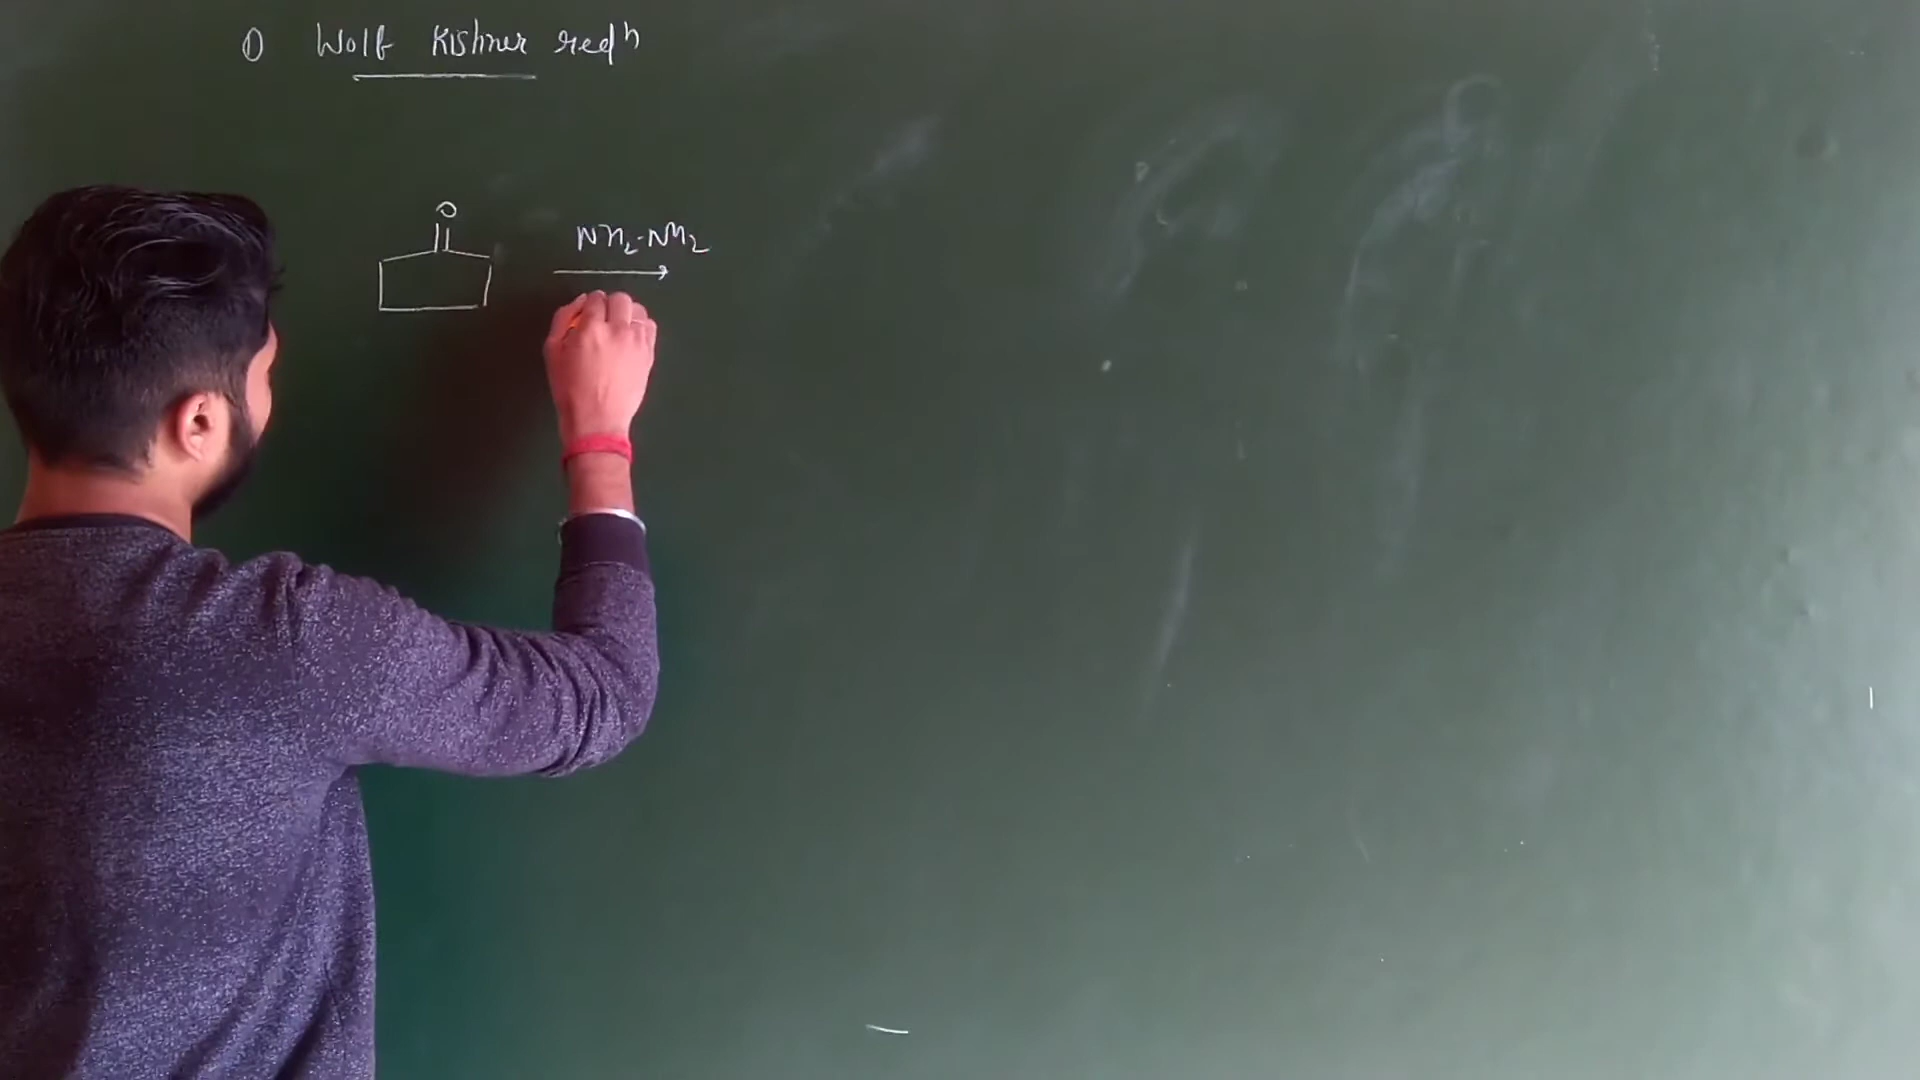 ① Wolf Kishner redn
O
NH2-NH2